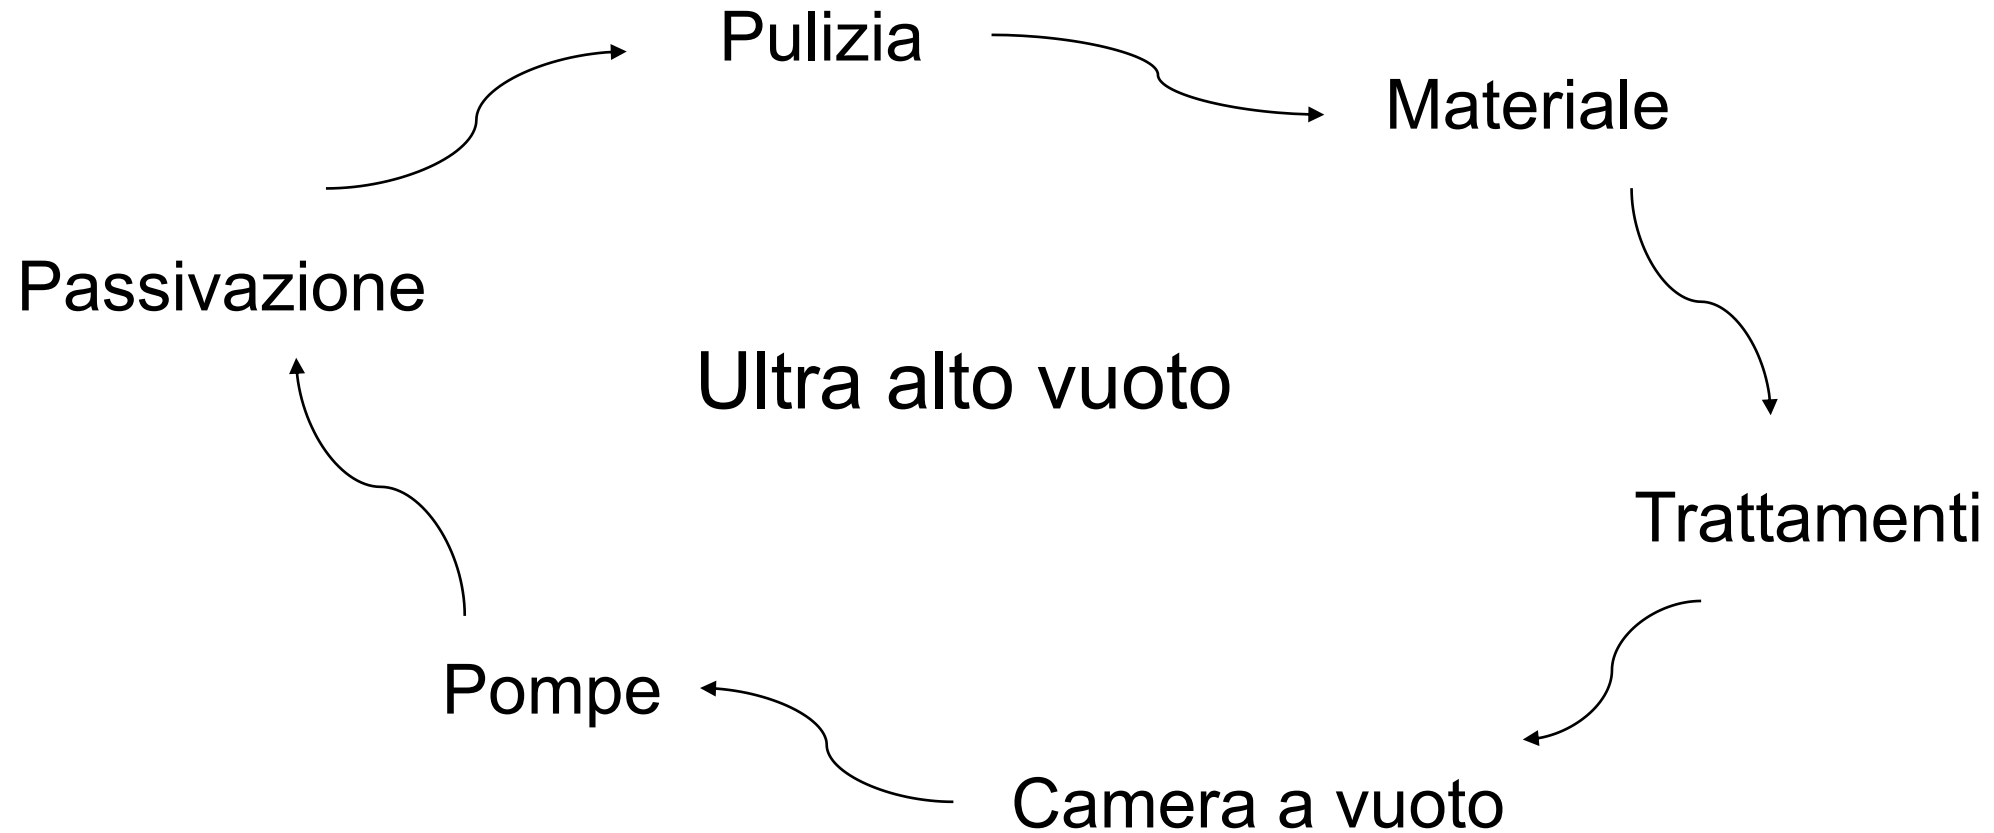 Pulizia
Materiale
Passivazione
Ultra alto vuoto
Trattamenti
Pompe
Camera a vuoto